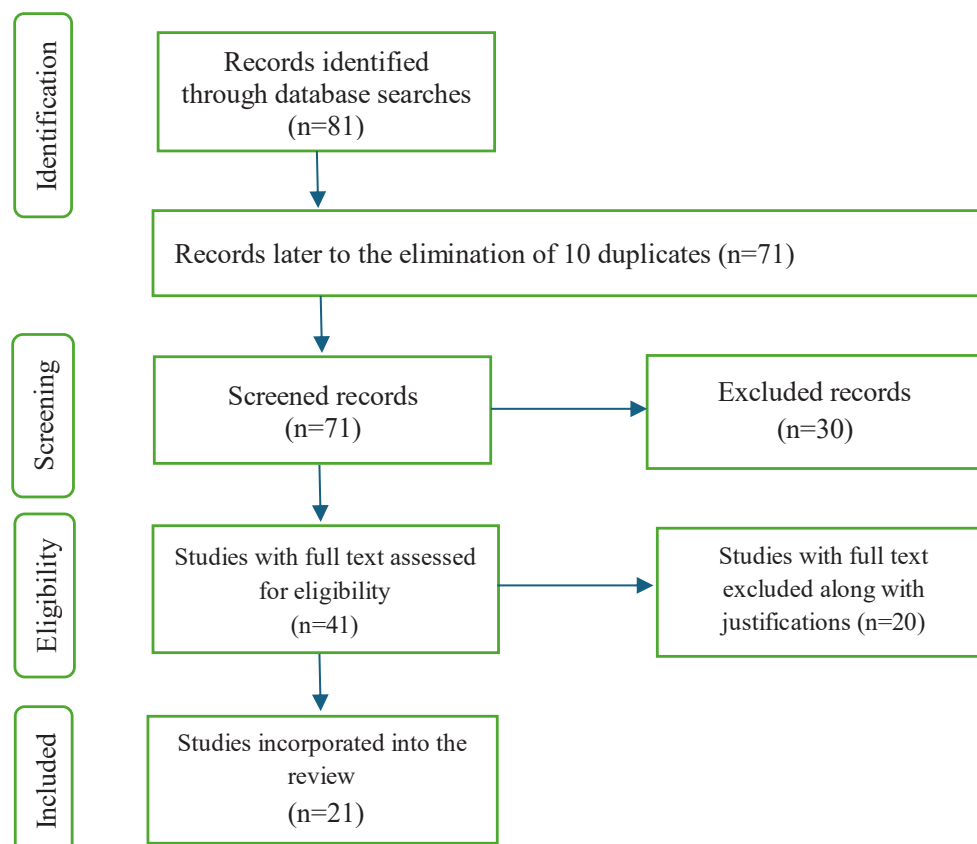 Identification
Records identified
through database searches
(n=81)
Records later to the elimination of 10 duplicates (n=71)
Screening
Screened records
(n=71)
Excluded records
(n=30)
Eligibility
Studies with full text assessed
for eligibility
(n=41)
Studies with full text
excluded along with
justifications (n=20)
Included
Studies incorporated into the
review
(n=21)